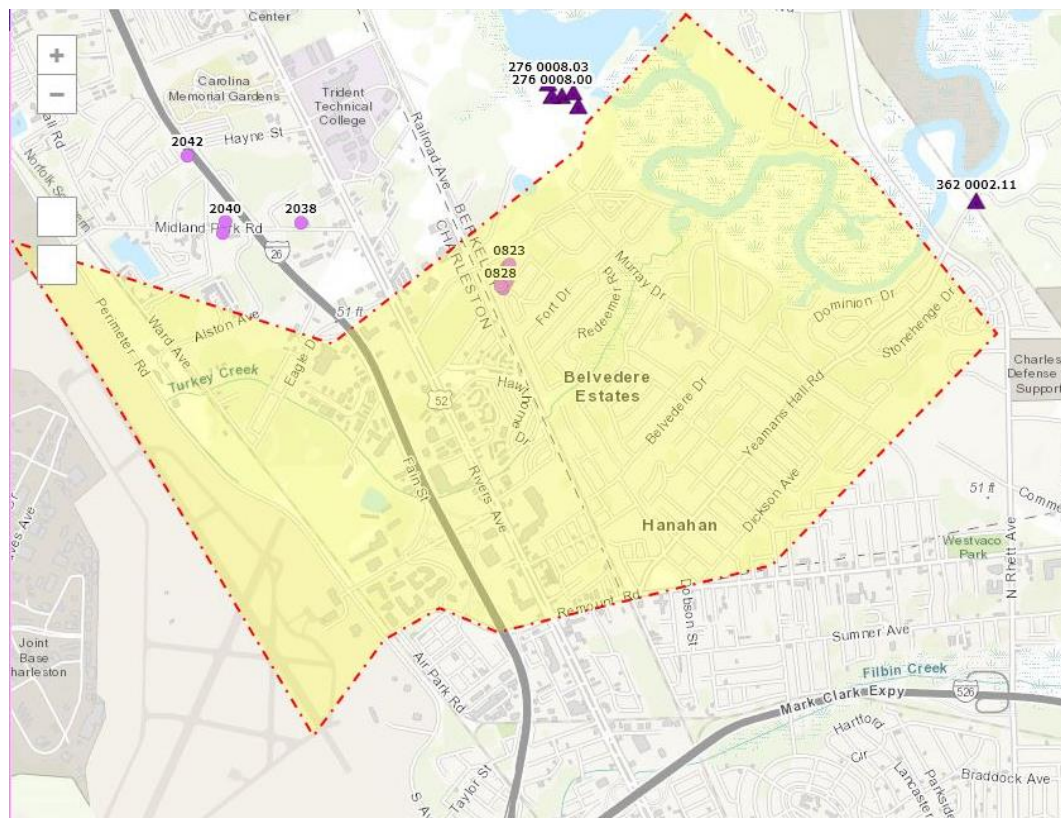 +
−
Center
Carolina
Memorial Gardens
Trident
Technical
College
Hayne St
Railroad Ave
276 0008.03
276 0008.00
2042
2040
2038
Midland Park Rd
26
BERKEL
CHARLESTON
362 0002.11
0823
0828
51 ft
Perimeter Rd
Ward Ave
Alston Ave
Eagle D
Turkey Creek
Fort Dr
Redeemer Rd
Murray Dr
Dominion Dr
Stonehenge Dr
Charles
Defense
Support
52
Hawthorne
Dr
Belvedere
Estates
Belvedere Dr
Yeamans Hall Rd
Fain St
Rivers Ave
Dickson Ave
Hanahan
51 ft
Comme
Westvaco
Park
N Rhett Ave
Remount Rd
Dobson St
Sumner Ave
Joint
Base
harleston
Air Park Rd
Filbin Creek
526
Mark Clark Expy
Hartford
Cir
Lancaster
Parkside
Braddock Ave
Taylor St
S Av